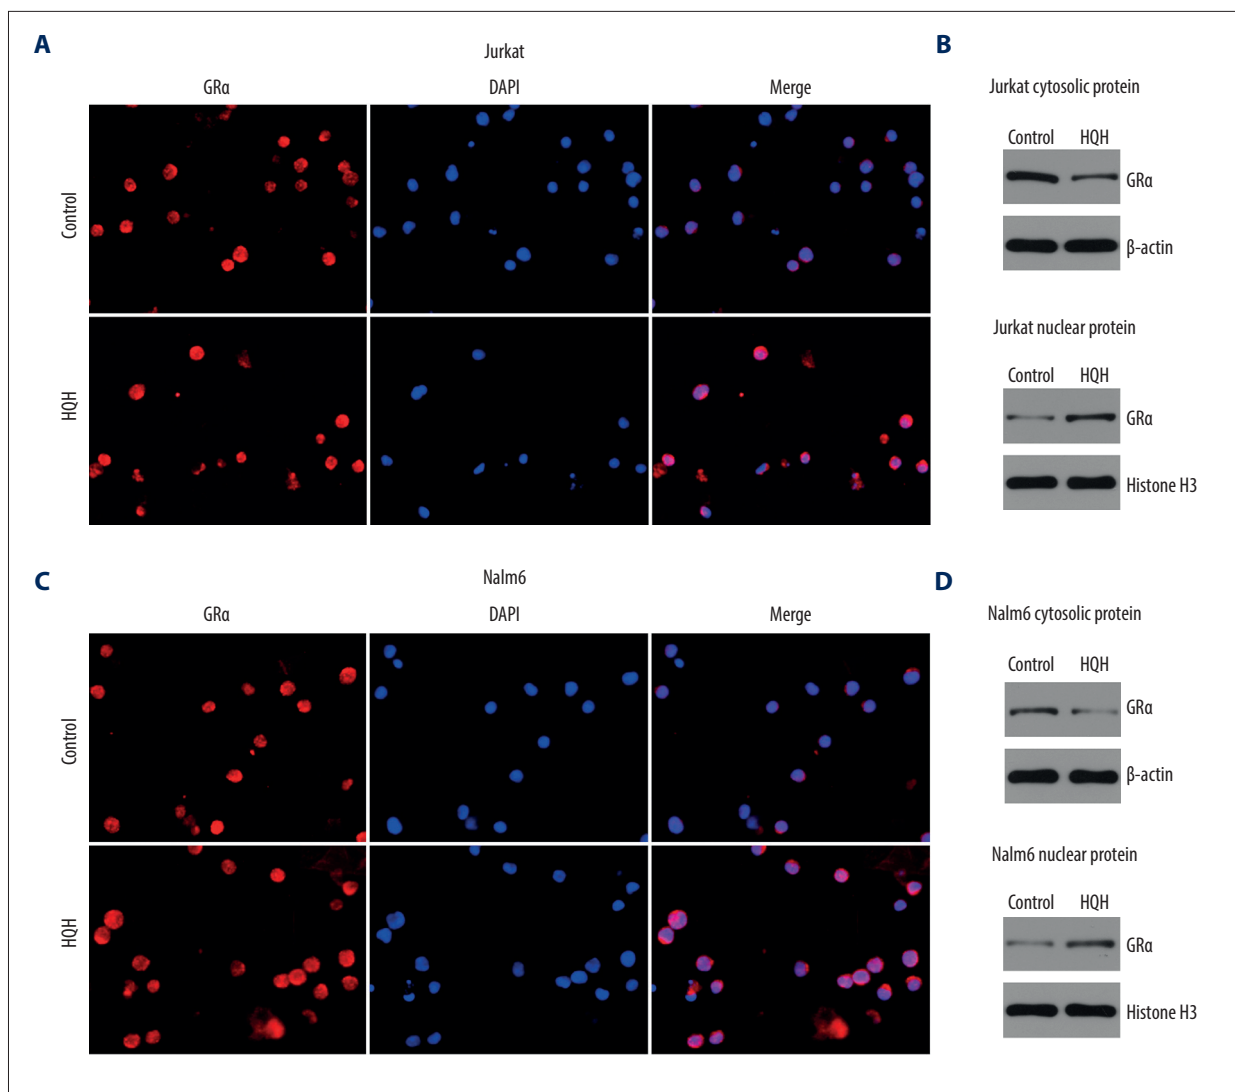 A
Jurkat
GRα
DAPI
Merge
Control
HQH
B
Jurkat cytosolic protein
Control
HQH
GRα
β-actin
Jurkat nuclear protein
Control
HQH
GRα
Histone H3
C
Nalm6
GRα
DAPI
Merge
Control
HQH
D
Nalm6 cytosolic protein
Control
HQH
GRα
β-actin
Nalm6 nuclear protein
Control
HQH
GRα
Histone H3